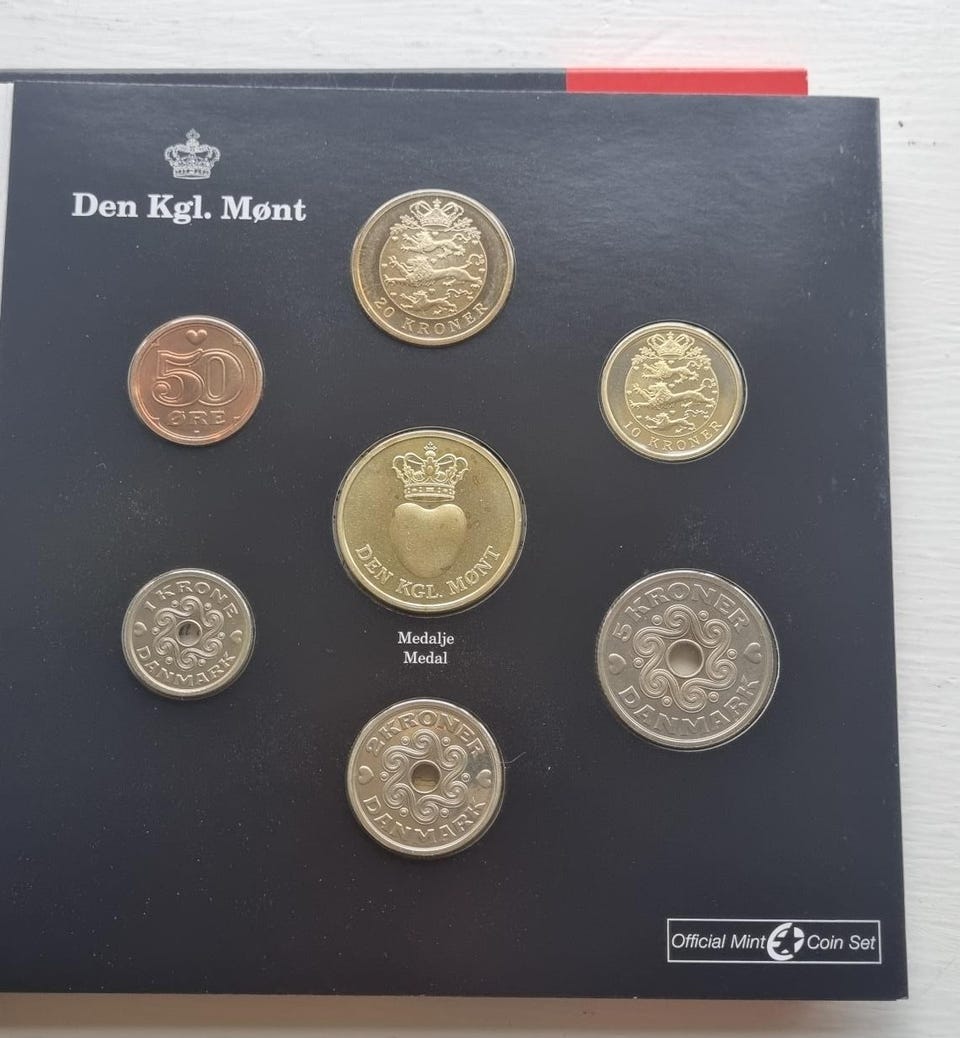 Den Kgl. Mønt
20 KRONER
50
ØRE
10 KRONER
DEN KGL. MØNT
Medalje
Medal
1 KRONE
DANMARK
5 KRONER
DANMARK
2 KRONER
DANMARK
Official Mint Coin Set